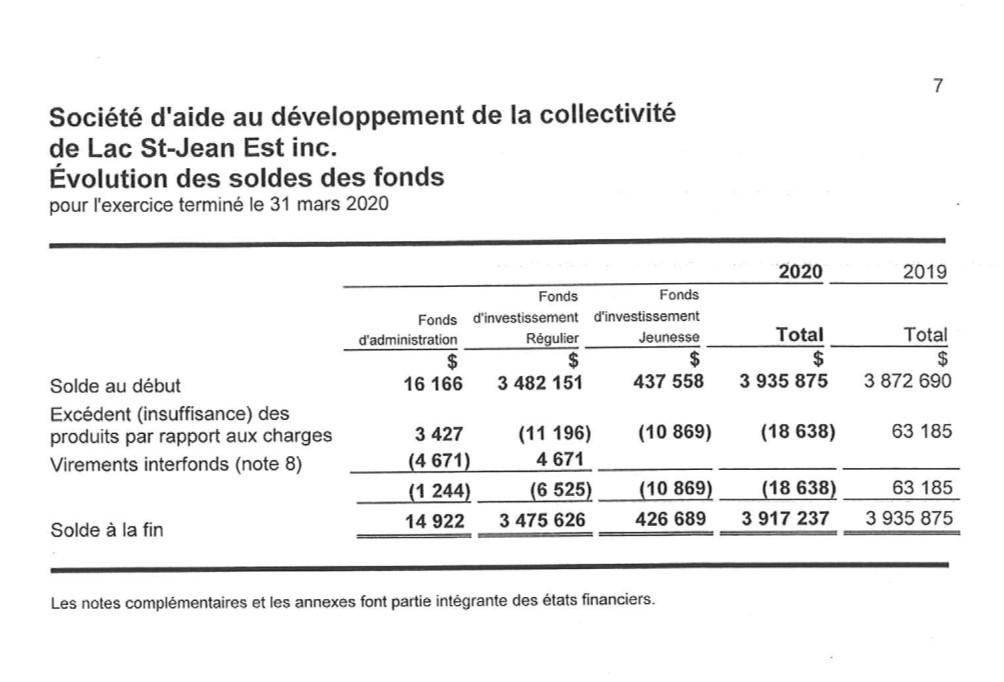 7
Société d'aide au développement de la collectivité
de Lac St-Jean Est inc.
Évolution des soldes des fonds
pour l'exercice terminé le 31 mars 2020
2020 2019
Fonds Fonds
Fonds d'investissement d'investissement
d'administration Régulier Jeunesse Total Total
$ $ $ $ $
Solde au début 16 166 3 482 151 437 558 3 935 875 3 872 690
Excédent (insuffisance) des
produits par rapport aux charges 3 427 (11 196) (10 869) (18 638) 63 185
Virements interfonds (note 8) (4 671) 4 671
(1 244) (6 525) (10 869) (18 638) 63 185
Solde à la fin 14 922 3 475 626 426 689 3 917 237 3 935 875
Les notes complémentaires et les annexes font partie intégrante des états financiers.